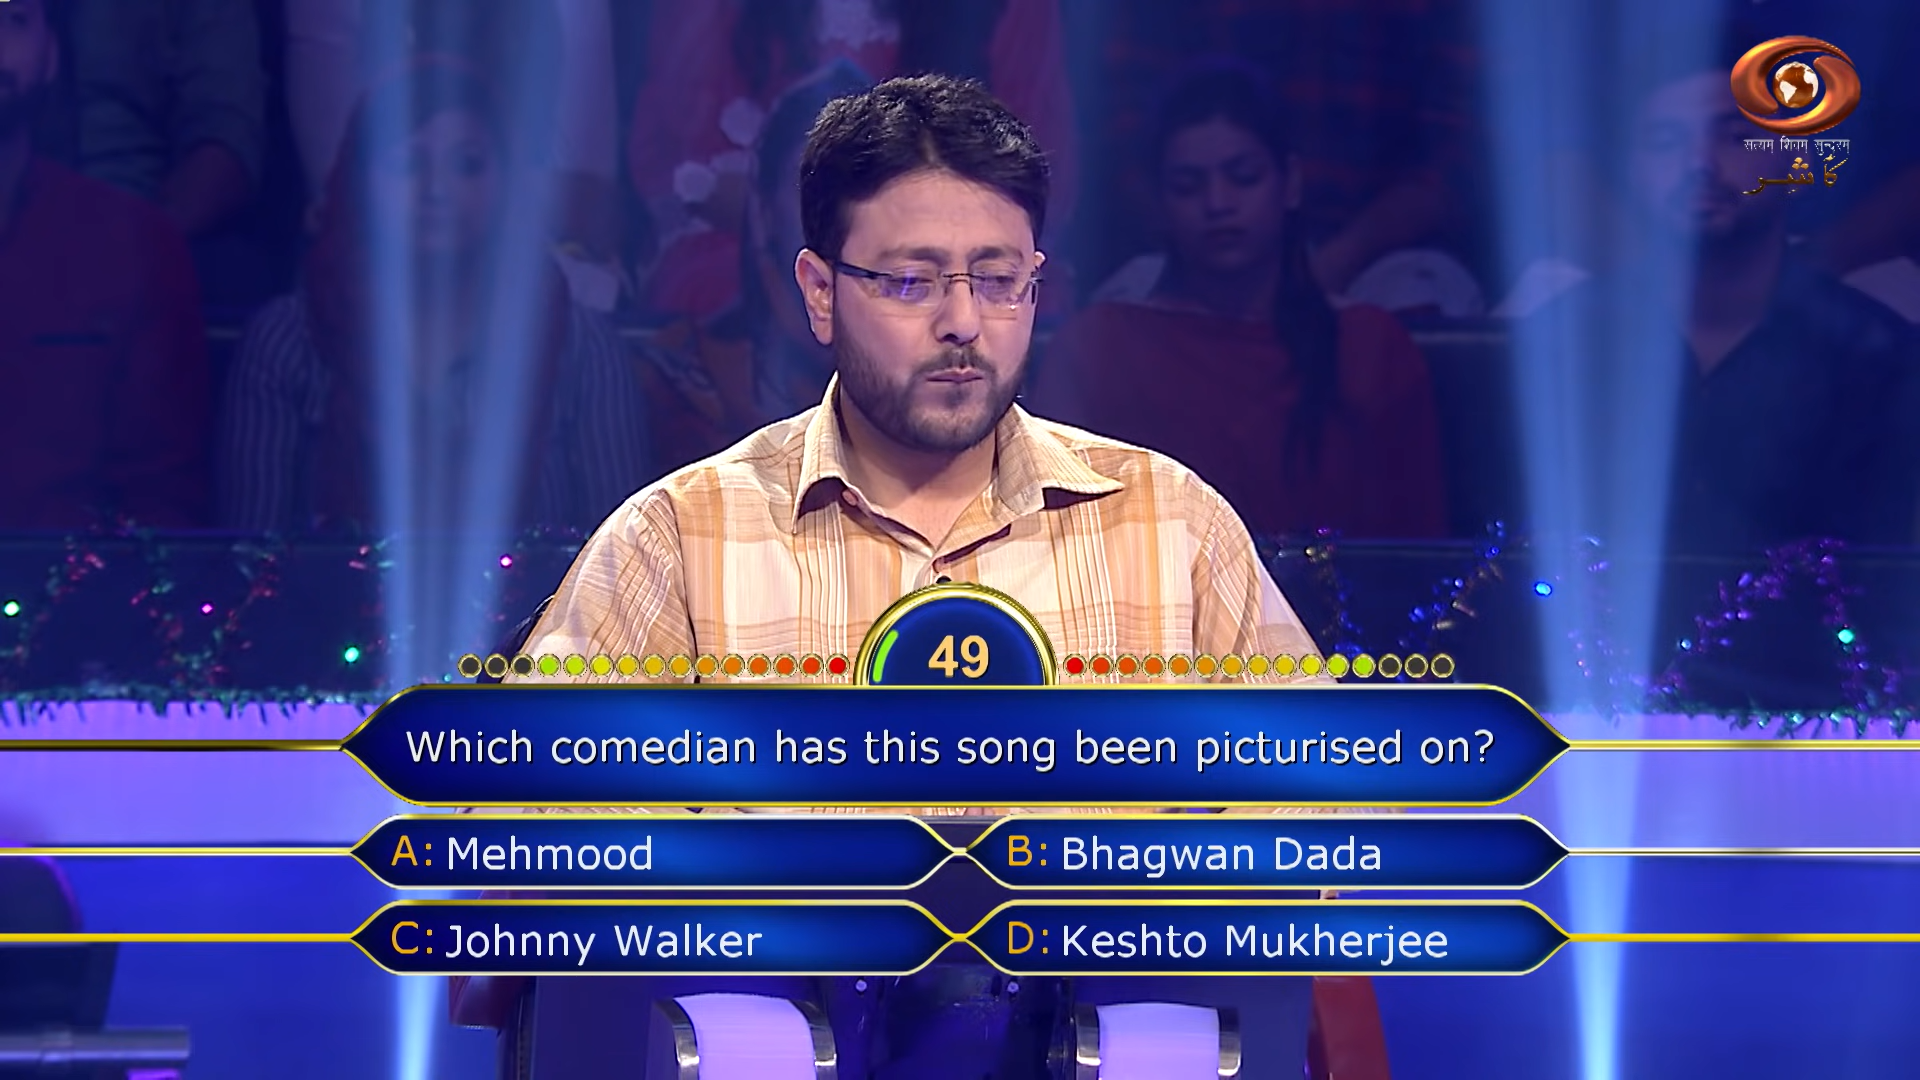 सत्यम् शिवम् सुन्दरम्
کٲشُر
49
Which comedian has this song been picturised on?
A: Mehmood
B: Bhagwan Dada
C: Johnny Walker
D: Keshto Mukherjee